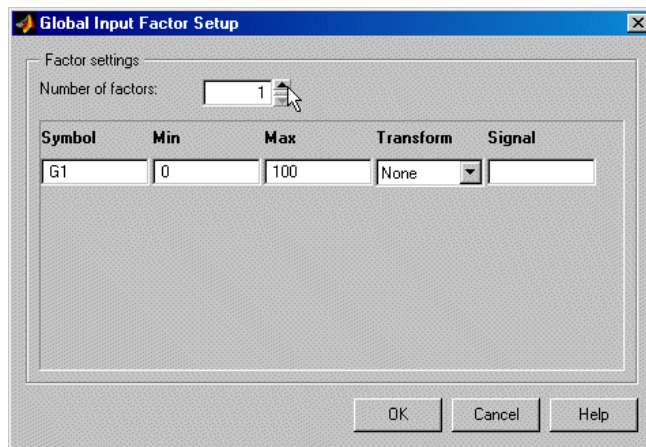 Global Input Factor Setup
Factor settings
Number of factors: 1
Symbol Min Max Transform Signal
G1 0 100 None
OK Cancel Help